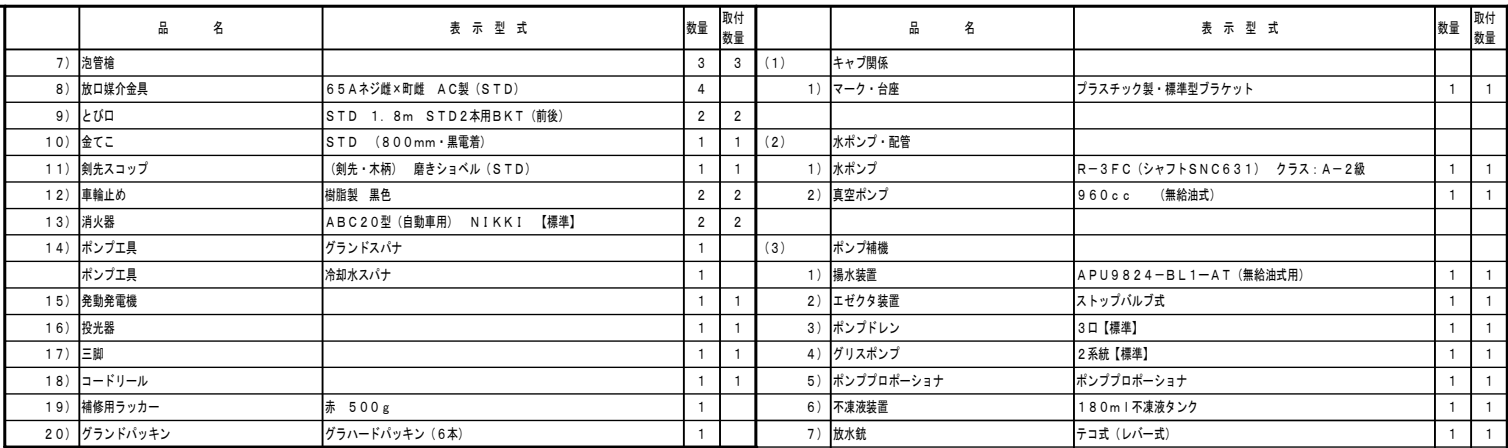 品　名 表 示 型 式 数量 取付数量
7) 泡管槍 3 3
8) 放口媒介金具 65Aネジ雌×町雌 AC製(STD) 4
9) とび口 STD 1.8m STD2本用BKT(前後) 2 2
10) 金てこ STD (800mm・黒電着) 1 1
11) 剣先スコップ (剣先・木柄) 磨きショベル(STD) 1 1
12) 車輪止め 樹脂製 黒色 2 2
13) 消火器 ABC20型(自動車用) NIKKI 【標準】 2 2
14) ポンプ工具 グランドスパナ 1
ポンプ工具 冷却水スパナ 1
15) 発動発電機 1 1
16) 投光器 1 1
17) 三脚 1 1
18) コードリール 1 1
19) 補修用ラッカー 赤 500g 1
20) グランドパッキン グラハードパッキン(6本) 1
品　名 表 示 型 式 数量 取付数量
(1) キャブ関係
1) マーク・台座 プラスチック製・標準型ブラケット 1 1
(2) 水ポンプ・配管
1) 水ポンプ R-3FC(シャフトSNC631) クラス:A-2級 1 1
2) 真空ポンプ 960cc (無給油式) 1 1
(3) ポンプ補機
1) 揚水装置 APU9824-BL1-AT(無給油式用) 1 1
2) エゼクタ装置 ストップバルブ式 1 1
3) ポンプドレン 3口【標準】 1 1
4) グリスポンプ 2系統【標準】 1 1
5) ポンププロポーショナ ポンププロポーショナ 1 1
6) 不凍液装置 180ml不凍液タンク 1 1
7) 放水銃 テコ式(レバー式) 1 1